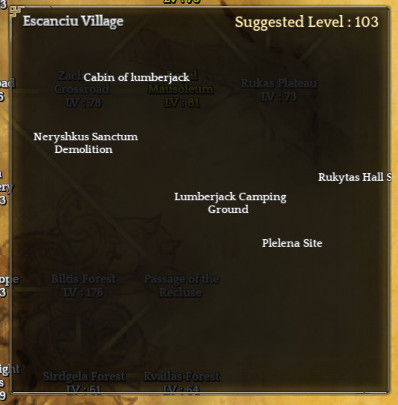 Escanciu Village
Suggested Level : 103
Cabin of lumberjack
Crossroad
LV : 78
Mausoleum
LV : 81
Rukas Plateau
LV : 73
Neryshkus Sanctum
Demolition
Rukytas Hall S
Lumberjack Camping
Ground
Plelena Site
Biltis Forest
LV : 176
Passage of the
Recluse
Sirdgela Forest
LV : 61
Kvailas Forest
LV : 64